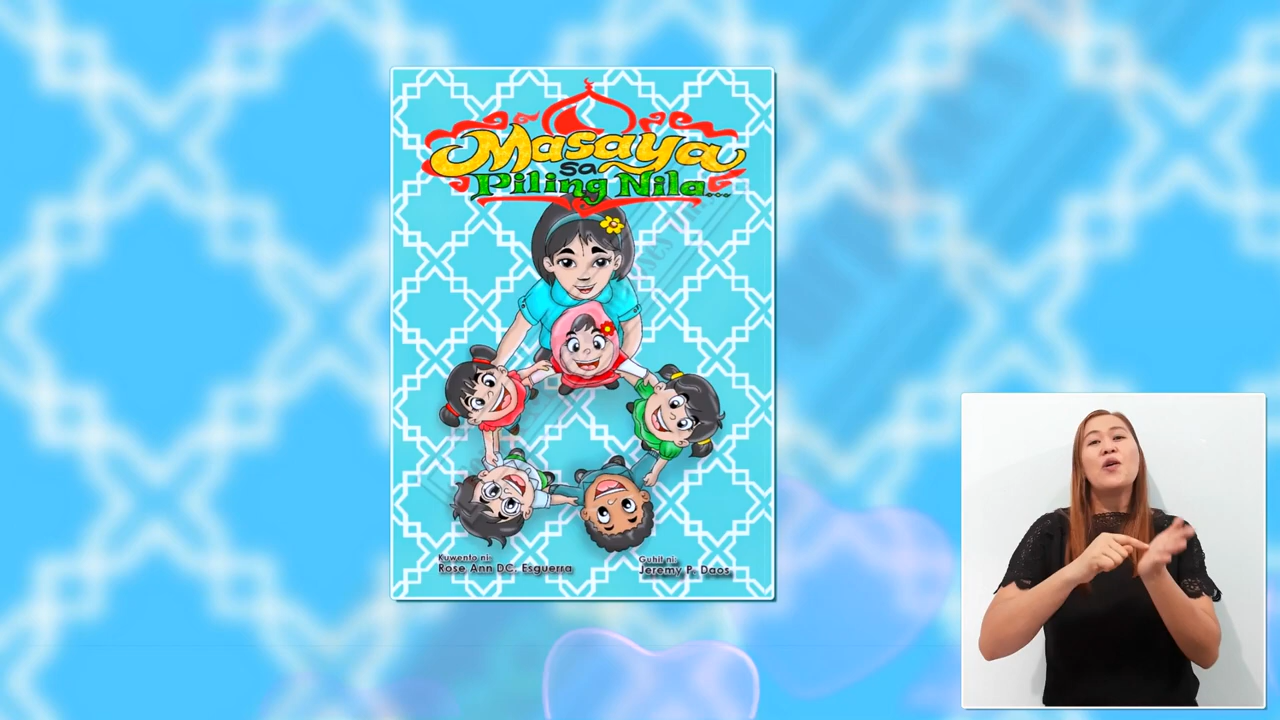 Masaya
sa
Piling Nila...
Kuwento ni:
Rose Ann DC. Esguerra
Guhit ni:
Jeremy P. Daos